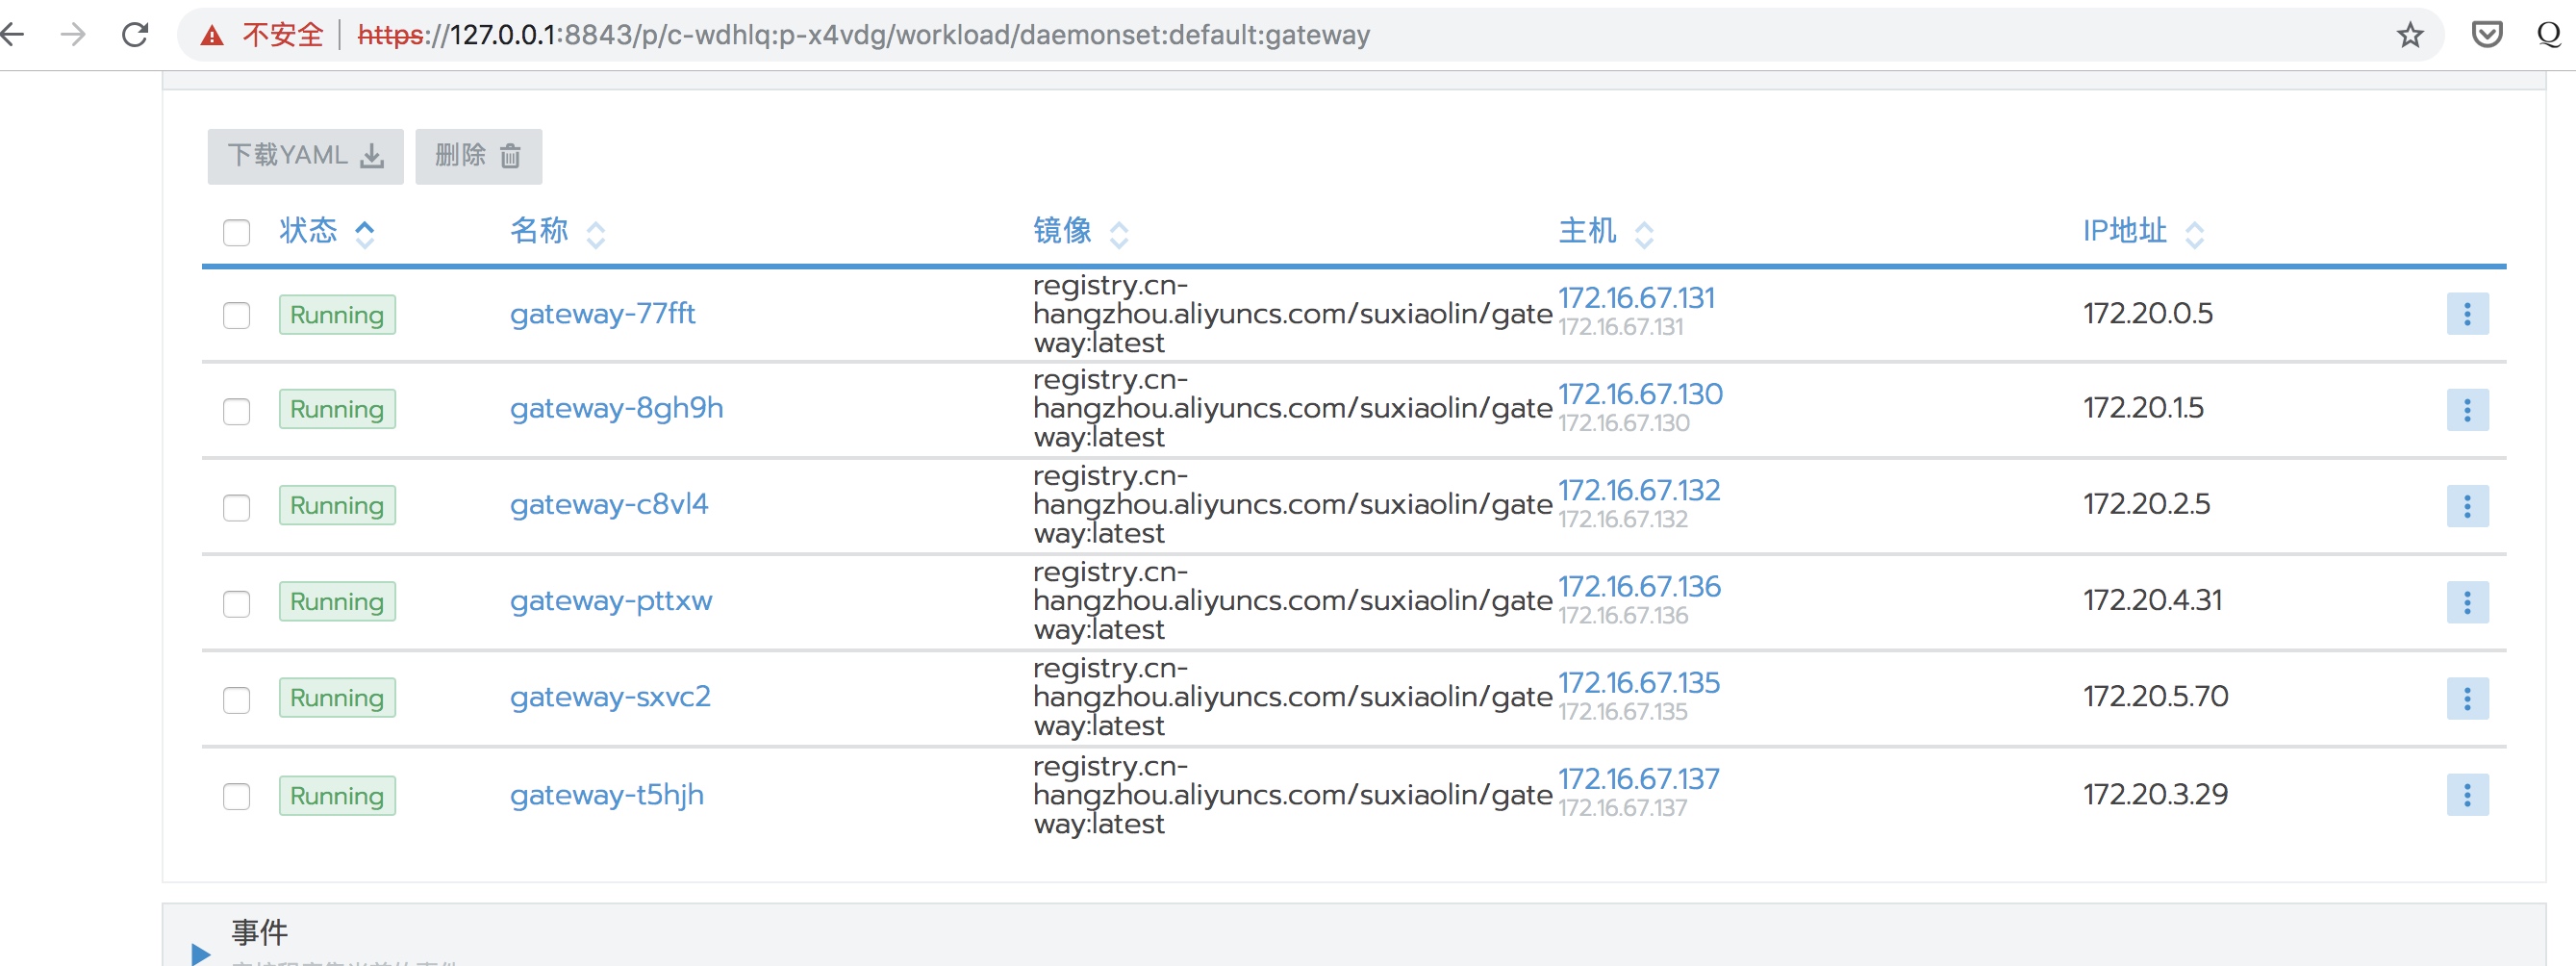 不安全 https://127.0.0.1:8843/p/c-wdhlq:p-x4vdg/workload/daemonset:default:gateway
下载YAML 删除
状态 名称 镜像 主机 IP地址
Running gateway-77fft registry.cn-hangzhou.aliyuncs.com/suxiaolin/gateway:latest 172.16.67.131 172.16.67.131 172.20.0.5
Running gateway-8gh9h registry.cn-hangzhou.aliyuncs.com/suxiaolin/gateway:latest 172.16.67.130 172.16.67.130 172.20.1.5
Running gateway-c8vl4 registry.cn-hangzhou.aliyuncs.com/suxiaolin/gateway:latest 172.16.67.132 172.16.67.132 172.20.2.5
Running gateway-pttxw registry.cn-hangzhou.aliyuncs.com/suxiaolin/gateway:latest 172.16.67.136 172.16.67.136 172.20.4.31
Running gateway-sxvc2 registry.cn-hangzhou.aliyuncs.com/suxiaolin/gateway:latest 172.16.67.135 172.16.67.135 172.20.5.70
Running gateway-t5hjh registry.cn-hangzhou.aliyuncs.com/suxiaolin/gateway:latest 172.16.67.137 172.16.67.137 172.20.3.29
事件